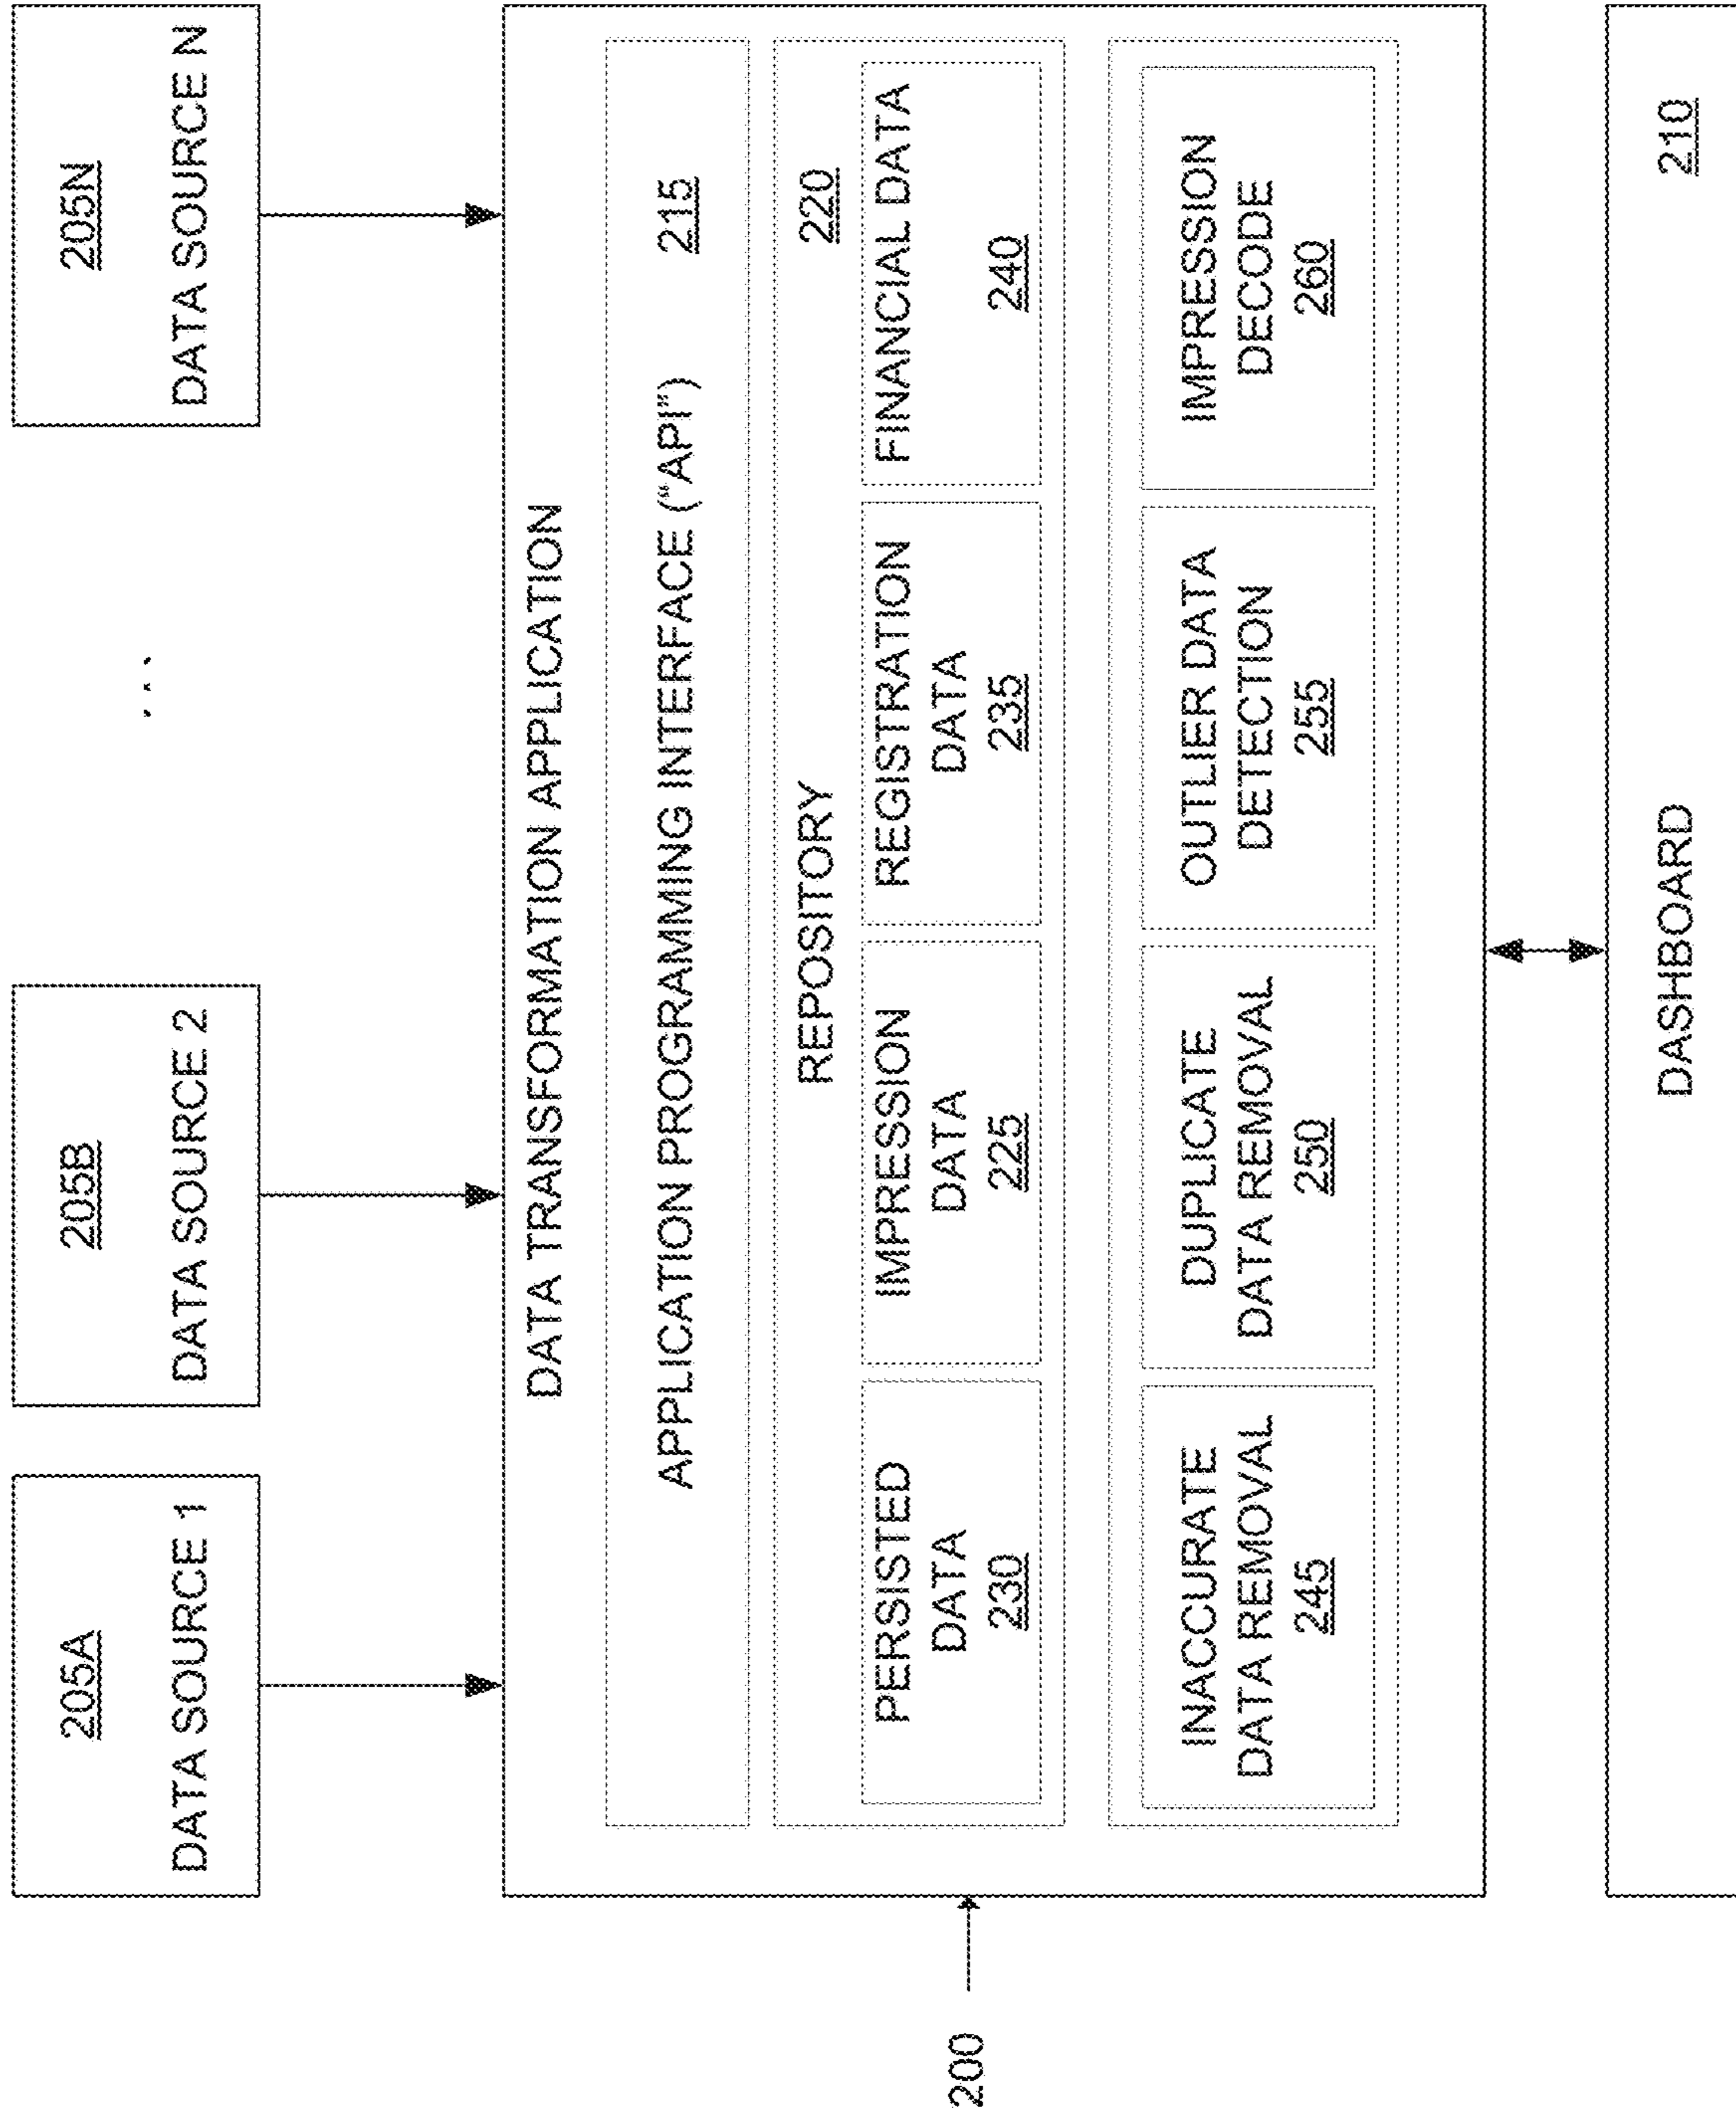 205A
DATA SOURCE 1
205B
DATA SOURCE 2
...
205N
DATA SOURCE N
DATA TRANSFORMATION APPLICATION
APPLICATION PROGRAMMING INTERFACE (“API”) 215
REPOSITORY 220
PERSISTED
DATA
230
IMPRESSION
DATA
225
REGISTRATION
DATA
235
FINANCIAL DATA
240
INACCURATE
DATA REMOVAL
245
DUPLICATE
DATA REMOVAL
250
OUTLIER DATA
DETECTION
255
IMPRESSION
DECODE
260
200
DASHBOARD 210